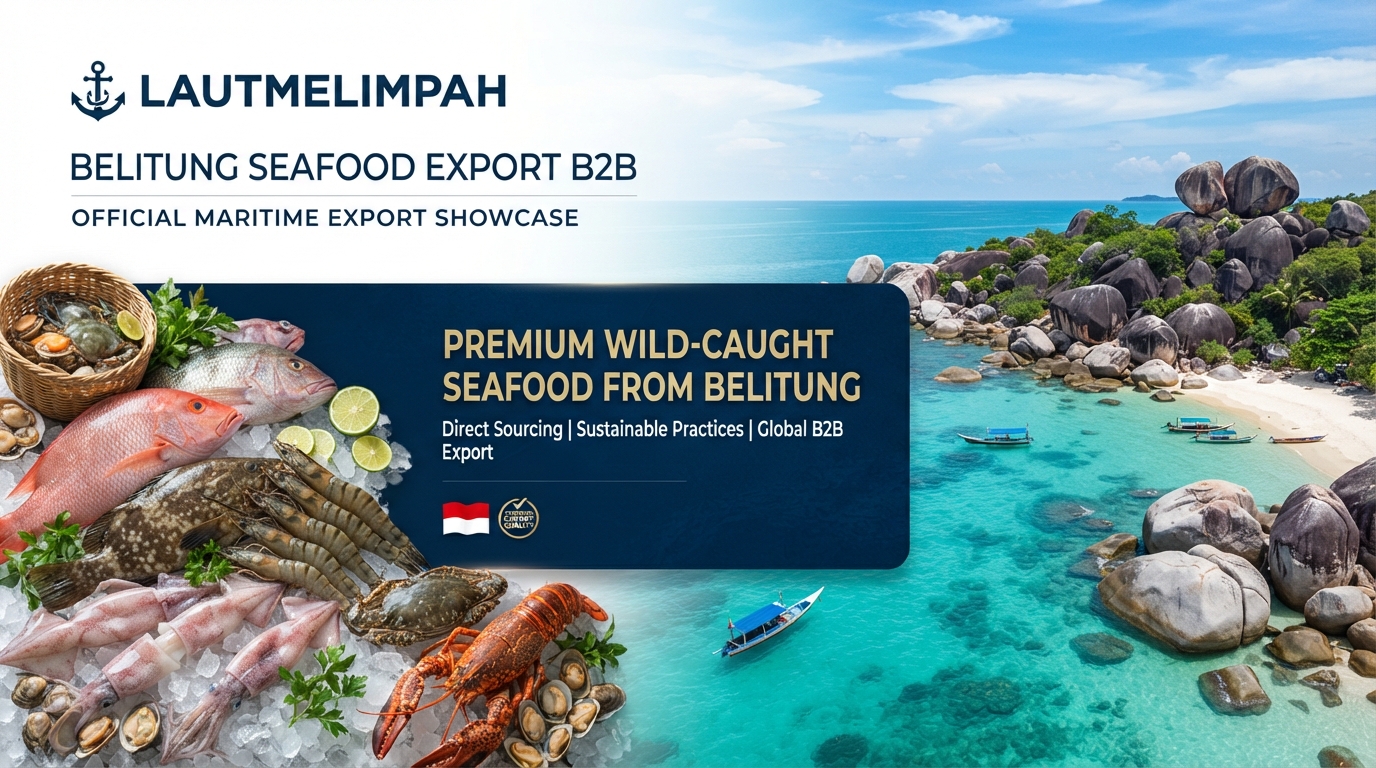 LAUTMELIMPAH
BELITUNG SEAFOOD EXPORT B2B
OFFICIAL MARITIME EXPORT SHOWCASE
PREMIUM WILD-CAUGHT
SEAFOOD FROM BELITUNG
Direct Sourcing | Sustainable Practices | Global B2B
Export